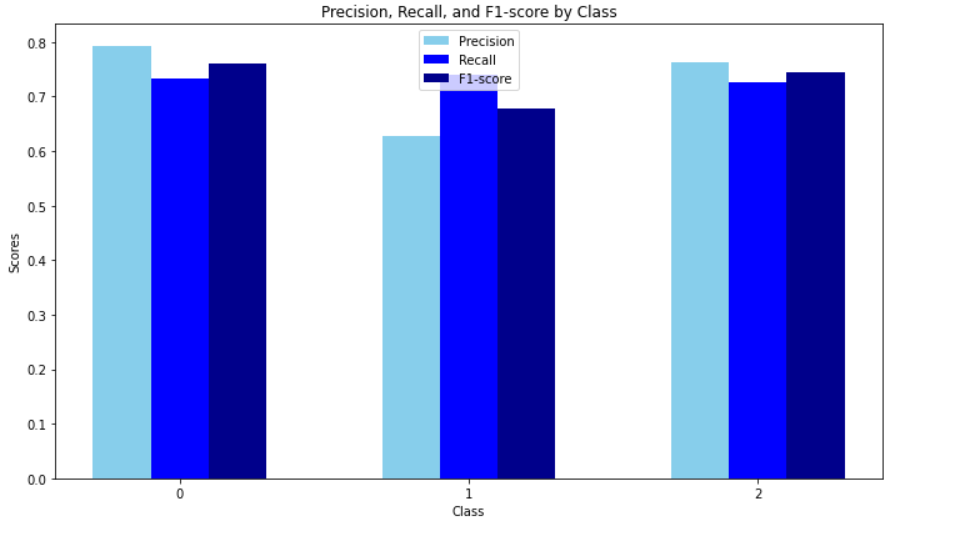 Precision, Recall, and F1-score by Class
Precision
Recall
F1-score
Scores
0.8
0.7
0.6
0.5
0.4
0.3
0.2
0.1
0.0
0 1 2
Class